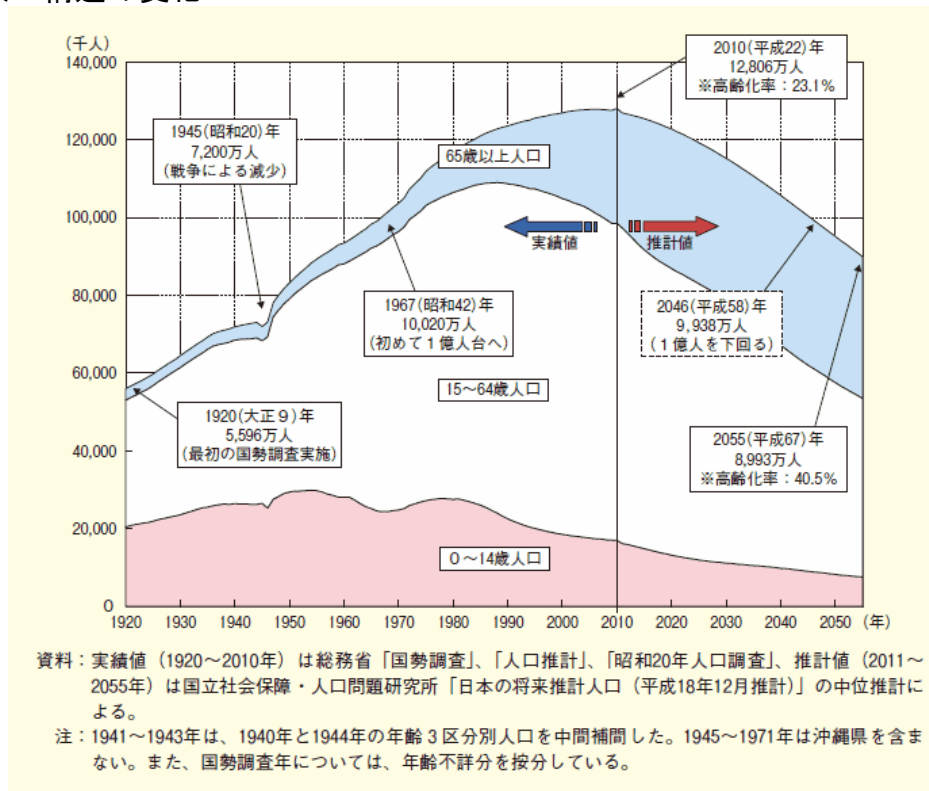 (千人)
140,000
120,000
100,000
80,000
60,000
40,000
20,000
0
1920 1930 1940 1950 1960 1970 1980 1990 2000 2010 2020 2030 2040 2050 (年)
2010(平成22)年
12,806万人
※高齢化率:23.1%
1945(昭和20)年
7,200万人
(戦争による減少)
65歳以上人口
実績値
推計値
1967(昭和42)年
10,020万人
(初めて1億人台へ)
2046(平成58)年
9,938万人
(1億人を下回る)
15~64歳人口
1920(大正9)年
5,596万人
(最初の国勢調査実施)
2055(平成67)年
8,993万人
※高齢化率:40.5%
0~14歳人口
資料:実績値(1920~2010年)は総務省「国勢調査」、「人口推計」、「昭和20年人口調査」、推計値(2011~
2055年)は国立社会保障・人口問題研究所「日本の将来推計人口(平成18年12月推計)」の中位推計に
よる。
注:1941~1943年は、1940年と1944年の年齢3区分別人口を中間補間した。1945~1971年は沖縄県を含ま
ない。また、国勢調査年については、年齢不詳分を按分している。